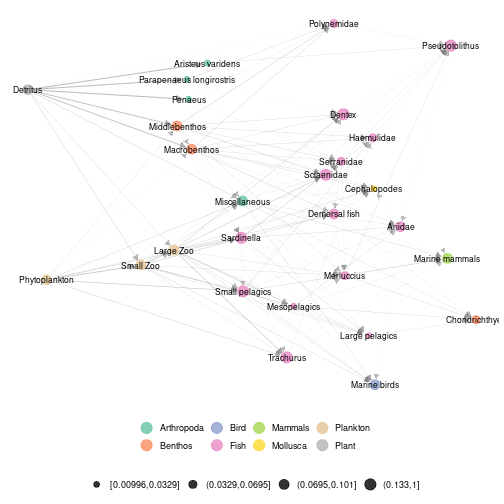 Polynemidae
Pseudotolithus
Aristeus varidens
Parapenaeus longirostris
Detritus
Penaeus
Dentex
Middlebenthos
Haemulidae
Macrobenthos
Serranidae
Sciaenidae
Cephalopodes
Miscellaneous
Demersal fish
Ariidae
Sardinella
Large Zoo
Marine mammals
Small Zoo
Merluccius
Phytoplankton
Small pelagics
Mesopelagics
Chondrichthye
Large pelagics
Trachurus
Marine birds
Arthropoda Bird Mammals Plankton
Benthos Fish Mollusca Plant
[0.00996,0.0329] (0.0329,0.0695] (0.0695,0.101] (0.133,1]